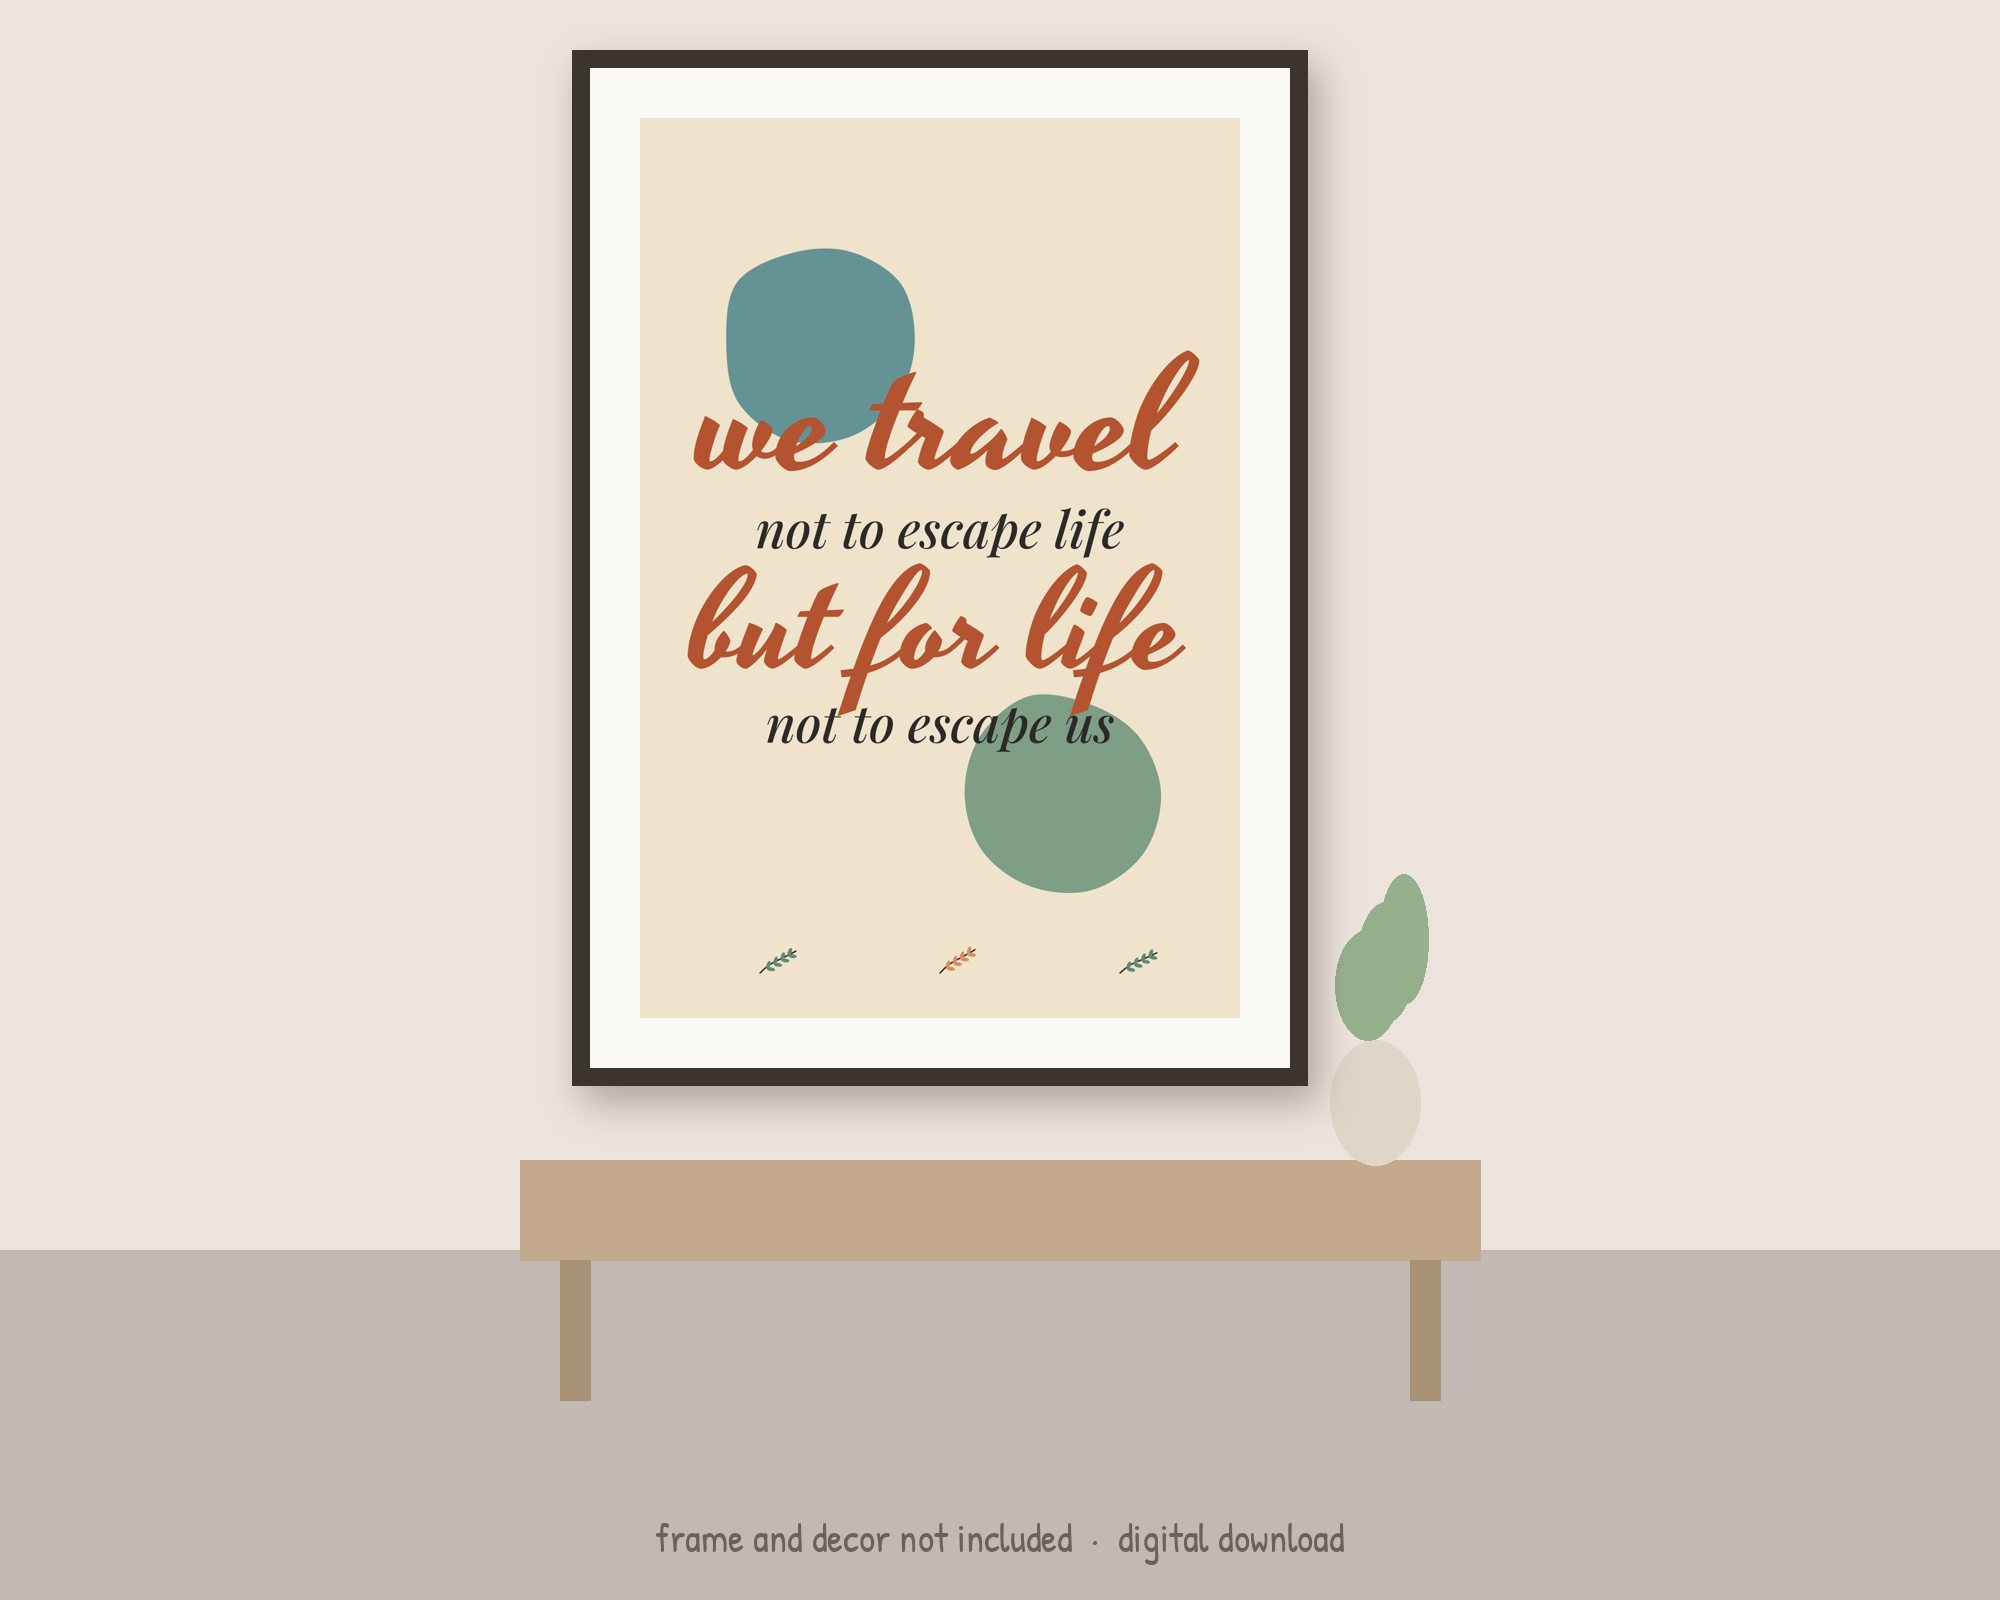 we travel
not to escape life
but for life
not to escape us
frame and decor not included · digital download